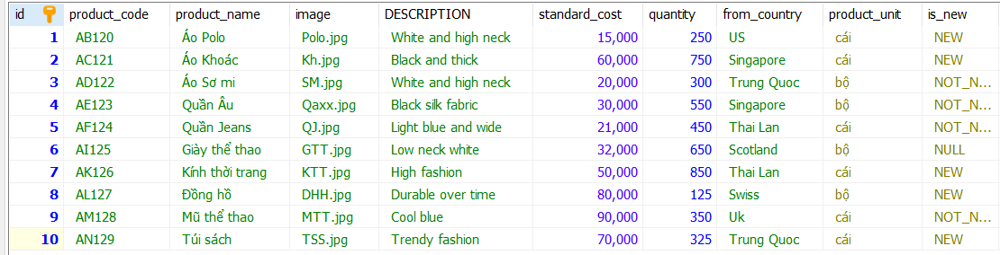 id product_code product_name image DESCRIPTION standard_cost quantity from_country product_unit is_new
1 AB120 Áo Polo Polo.jpg White and high neck 15,000 250 US cái NEW
2 AC121 Áo Khoác Kh.jpg Black and thick 60,000 750 Singapore cái NEW
3 AD122 Áo Sơ mi SM.jpg White and high neck 20,000 300 Trung Quoc bộ NOT_N...
4 AE123 Quần Âu Qaxx.jpg Black silk fabric 30,000 550 Singapore bộ NOT_N...
5 AF124 Quần Jeans QJ.jpg Light blue and wide 21,000 450 Thai Lan cái NOT_N...
6 AI125 Giày thể thao GTT.jpg Low neck white 32,000 650 Scotland bộ NULL
7 AK126 Kính thời trang KTT.jpg High fashion 50,000 850 Thai Lan cái NEW
8 AL127 Đồng hồ DHH.jpg Durable over time 80,000 125 Swiss bộ NEW
9 AM128 Mũ thể thao MTT.jpg Cool blue 90,000 350 Uk cái NOT_N...
10 AN129 Túi sách TSS.jpg Trendy fashion 70,000 325 Trung Quoc cái NEW